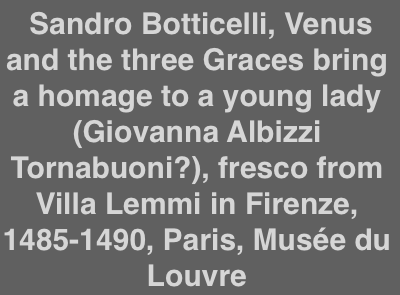 Sandro Botticelli, Venus
and the three Graces bring
a homage to a young lady
(Giovanna Albizzi
Tornabuoni?), fresco from
Villa Lemmi in Firenze,
1485-1490, Paris, Musée du
Louvre